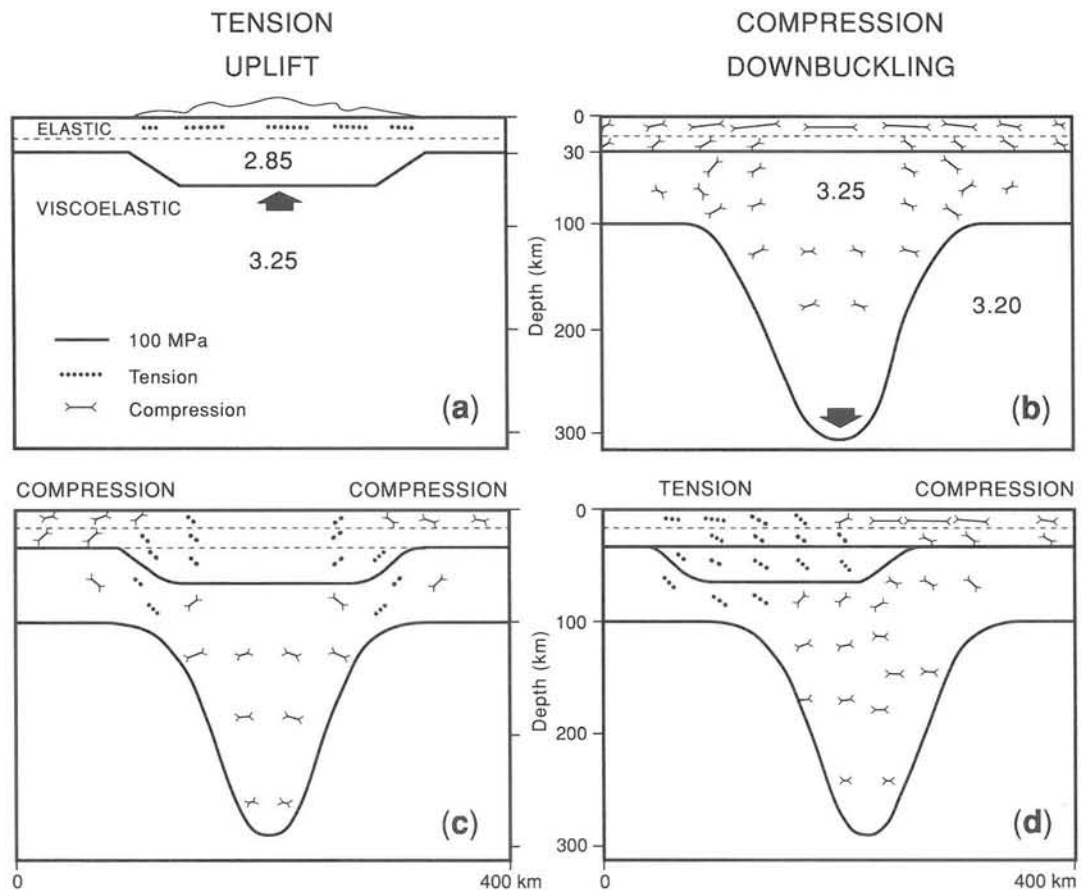 TENSION
UPLIFT
COMPRESSION
DOWNBUCKLING
ELASTIC
2.85
VISCOELASTIC
3.25
100 MPa
Tension
Compression
(a)
Depth (km)
0
30
100
200
300
3.25
3.20
(b)
COMPRESSION COMPRESSION
(c)
0 400 km
TENSION COMPRESSION
Depth (km)
0
100
200
300
(d)
0 400 km